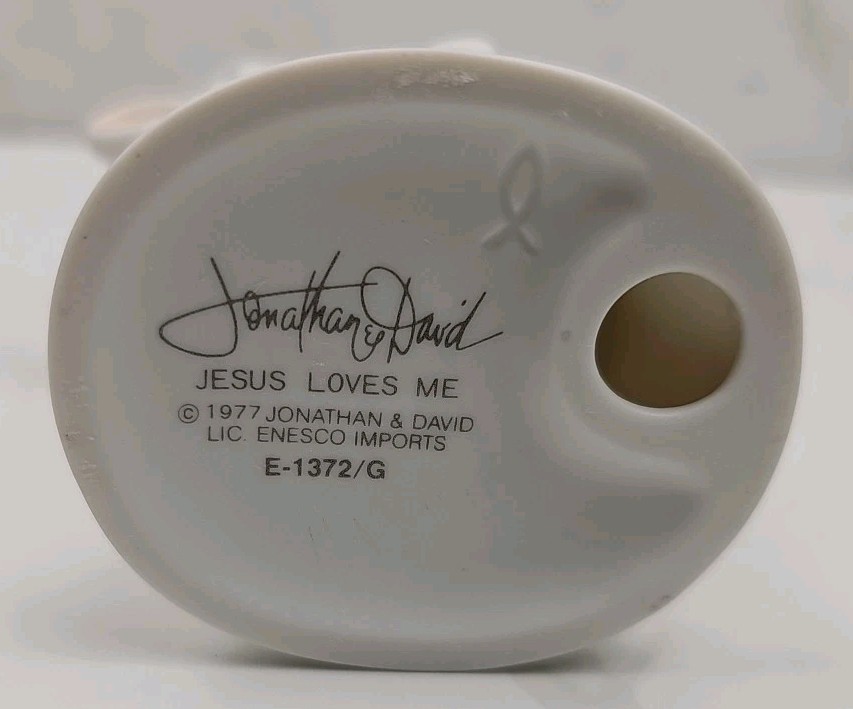 Jonathan & David
JESUS LOVES ME
© 1977 JONATHAN & DAVID
LIC. ENESCO IMPORTS
E-1372/G